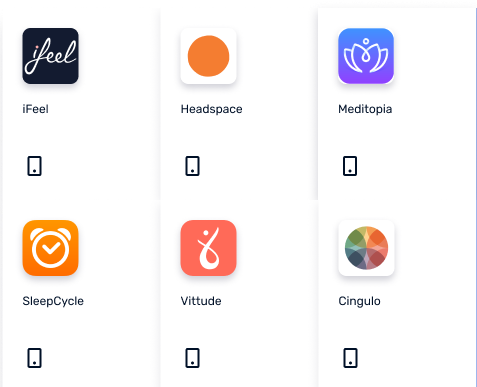 ifeel
iFeel
Headspace
Meditopia
SleepCycle
Vittude
Cingulo